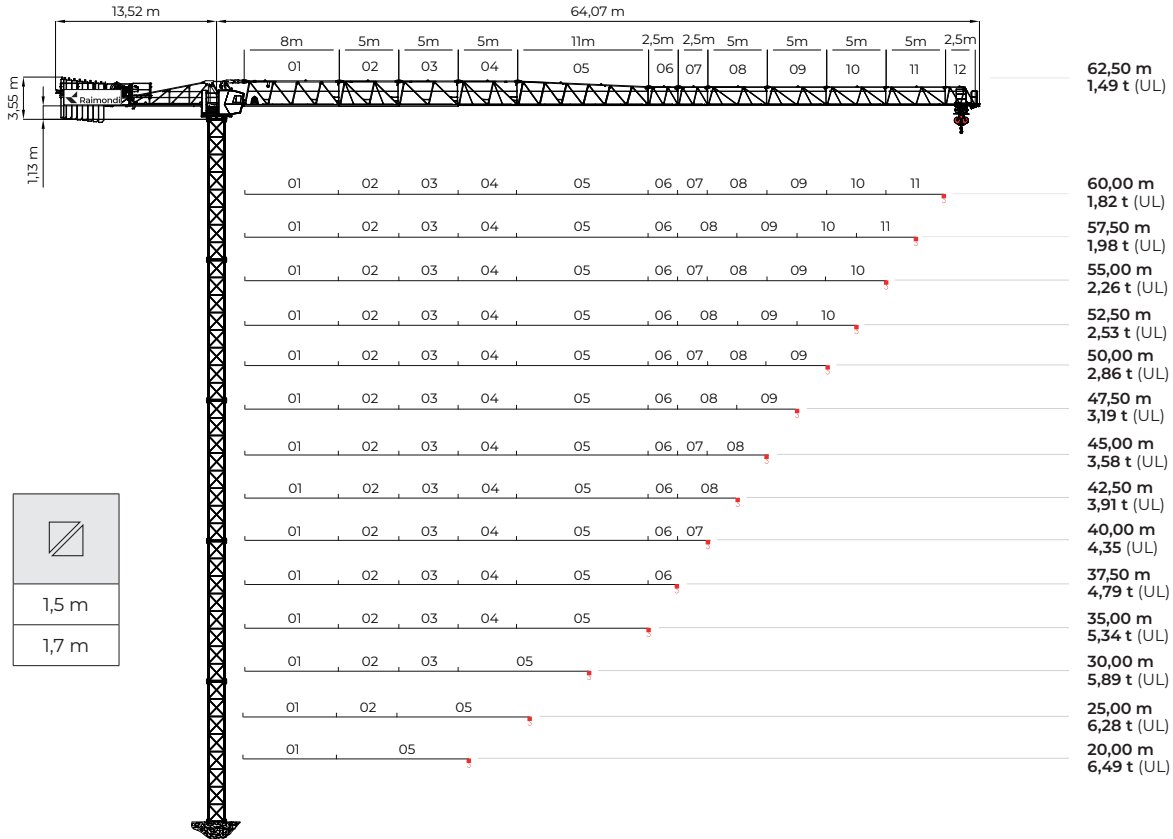 13,52 m 64,07 m
8m 5m 5m 5m 11m 2,5m 2,5m 5m 5m 5m 5m 2,5m
01 02 03 04 05 06 07 08 09 10 11 12
62,50 m
1,49 t (UL)
3,55 m
Raimondi
1,13 m
01 02 03 04 05 06 07 08 09 10 11
60,00 m
1,82 t (UL)
01 02 03 04 05 06 08 09 10 11
57,50 m
1,98 t (UL)
01 02 03 04 05 06 07 08 09 10
55,00 m
2,26 t (UL)
01 02 03 04 05 06 08 09 10
52,50 m
2,53 t (UL)
01 02 03 04 05 06 07 08 09
50,00 m
2,86 t (UL)
01 02 03 04 05 06 08 09
47,50 m
3,19 t (UL)
01 02 03 04 05 06 07 08
45,00 m
3,58 t (UL)
01 02 03 04 05 06 08
42,50 m
3,91 t (UL)
01 02 03 04 05 06 07
40,00 m
4,35 (UL)
01 02 03 04 05 06
37,50 m
4,79 t (UL)
01 02 03 04 05
35,00 m
5,34 t (UL)
01 02 03 05
30,00 m
5,89 t (UL)
01 02 05
25,00 m
6,28 t (UL)
01 05
20,00 m
6,49 t (UL)
1,5 m
1,7 m